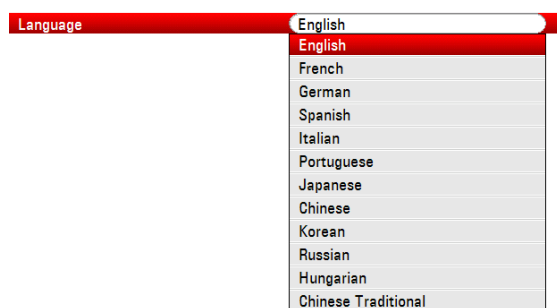 Language English
English
French
German
Spanish
Italian
Portuguese
Japanese
Chinese
Korean
Russian
Hungarian
Chinese Traditional